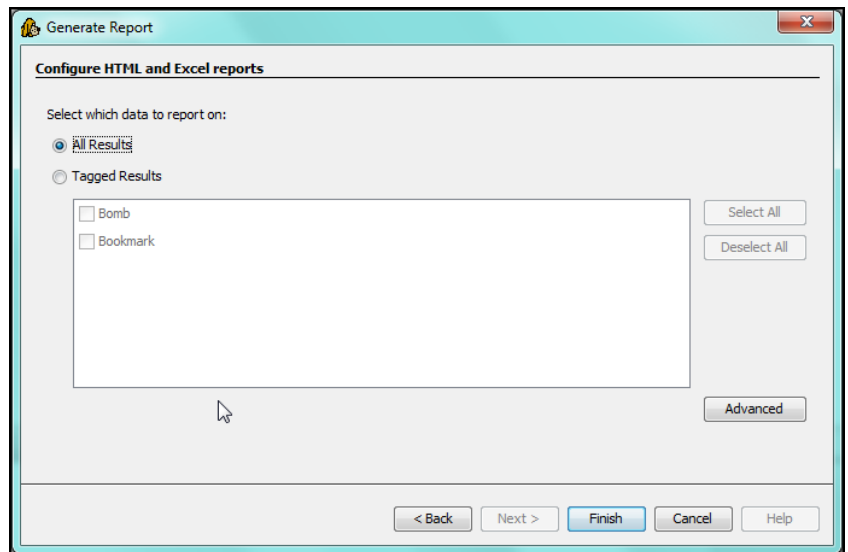 Generate Report
Configure HTML and Excel reports
Select which data to report on:
All Results
Tagged Results
Bomb
Select All
Bookmark
Deselect All
Advanced
< Back Next > Finish Cancel Help